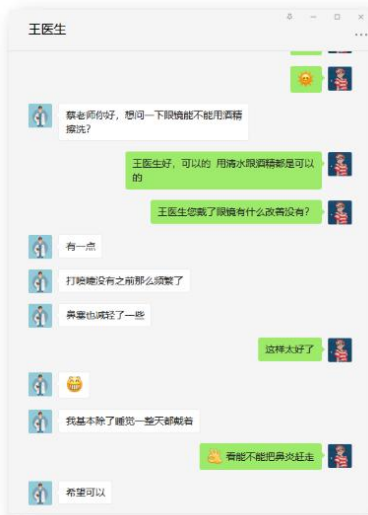 王医生
蔡老师你好，想问一下眼镜能不能用酒精
擦洗？
王医生好，可以的 用清水跟酒精都是可以
的
王医生您戴了眼镜有什么改善没有？
有一点
打喷嚏没有之前那么频繁了
鼻塞也减轻了一些
这样太好了
我基本除了睡觉一整天都戴着
看能不能把鼻炎赶走
希望可以